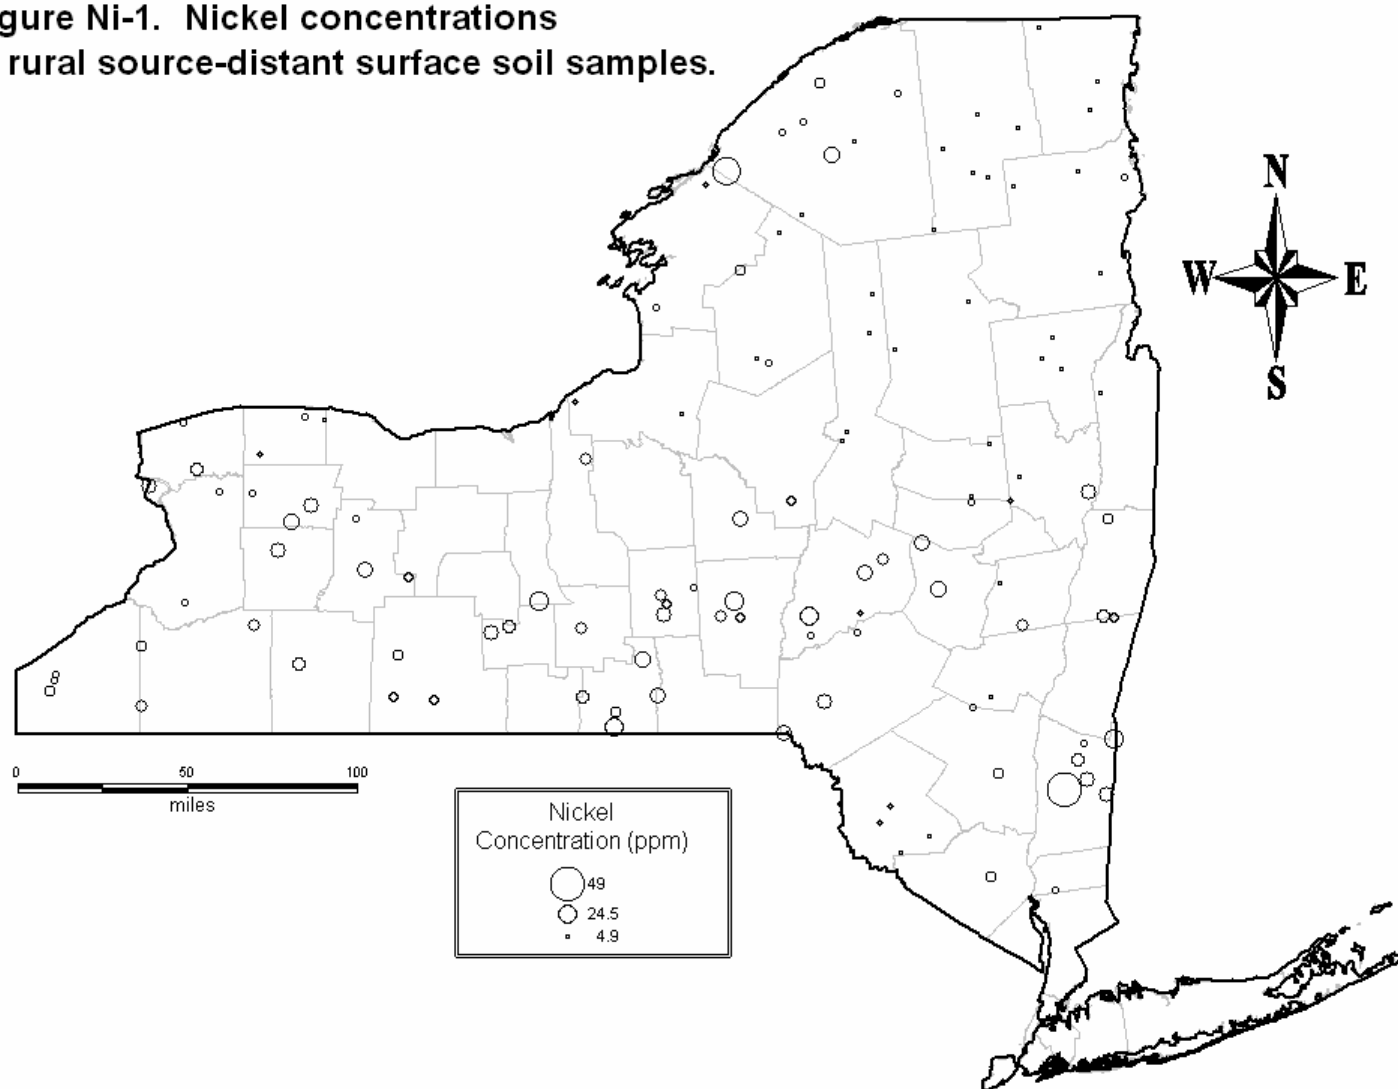 gure Ni-1. Nickel concentrations
rural source-distant surface soil samples.
N
W
E
S
0 50 100
miles
Nickel
Concentration (ppm)
49
24.5
4.9